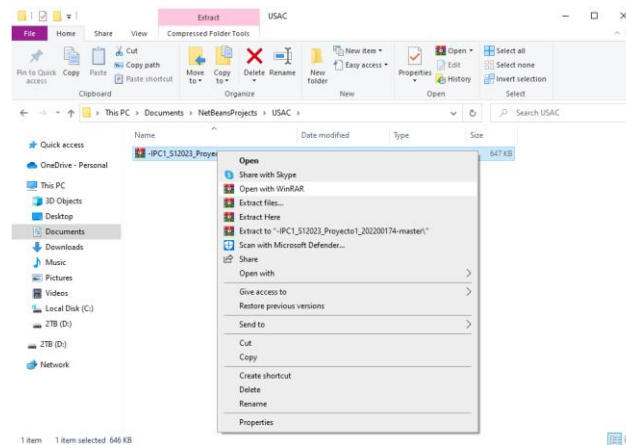 Extract
USAC
File
Home
Share
View
Compressed Folder Tools
Pin to Quick access
Copy
Paste
Cut
Copy path
Paste shortcut
Clipboard
Move to
Copy to
Delete
Rename
Organize
New folder
New item
Easy access
New
Properties
Open
Edit
History
Open
Select all
Select none
Invert selection
Select
This PC > Documents > NetBeansProjects > USAC >
Search USAC
Name
Date modified
Type
Size
Quick access
OneDrive - Personal
This PC
3D Objects
Desktop
Documents
Downloads
Music
Pictures
Videos
Local Disk (C:)
2TB (D:)
2TB (D:)
Network
-IPC1_S12023_Proye
647 KB
Open
Share with Skype
Open with WinRAR
Extract files...
Extract Here
Extract to "-IPC1_S12023_Proyecto1_202200174-master\"
Scan with Microsoft Defender...
Share
Open with
Give access to
Restore previous versions
Send to
Cut
Copy
Create shortcut
Delete
Rename
Properties
1 item
1 item selected 646 KB